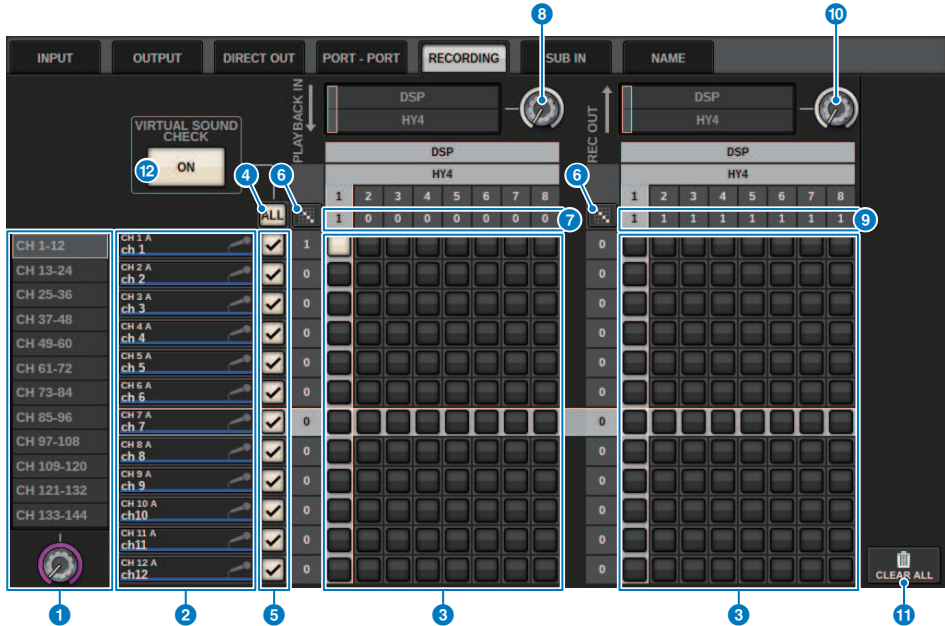 8 10
INPUT OUTPUT DIRECT OUT PORT - PORT RECORDING SUB IN NAME
PLAYBACK IN DSP HY4 REC OUT DSP HY4
VIRTUAL SOUND
CHECK
12 ON
DSP DSP
HY4 HY4
4 6 1 2 3 4 5 6 7 8 6 1 2 3 4 5 6 7 8
ALL 1 0 0 0 0 0 0 0 7 1 1 1 1 1 1 1 1 9
CH 1-12
CH 13-24
CH 25-36
CH 37-48
CH 49-60
CH 61-72
CH 73-84
CH 85-96
CH 97-108
CH 109-120
CH 121-132
CH 133-144
CH 1 A
ch 1 1 0
CH 2 A
ch 2 0 0
CH 3 A
ch 3 0 0
CH 4 A
ch 4 0 0
CH 5 A
ch 5 0 0
CH 6 A
ch 6 0 0
CH 7 A
ch 7 0 0
CH 8 A
ch 8 0 0
CH 9 A
ch 9 0 0
CH 10 A
ch10 0 0
CH 11 A
ch11 0 0
CH 12 A
ch12 0 0
CLEAR ALL
1 2 5 3 3 11